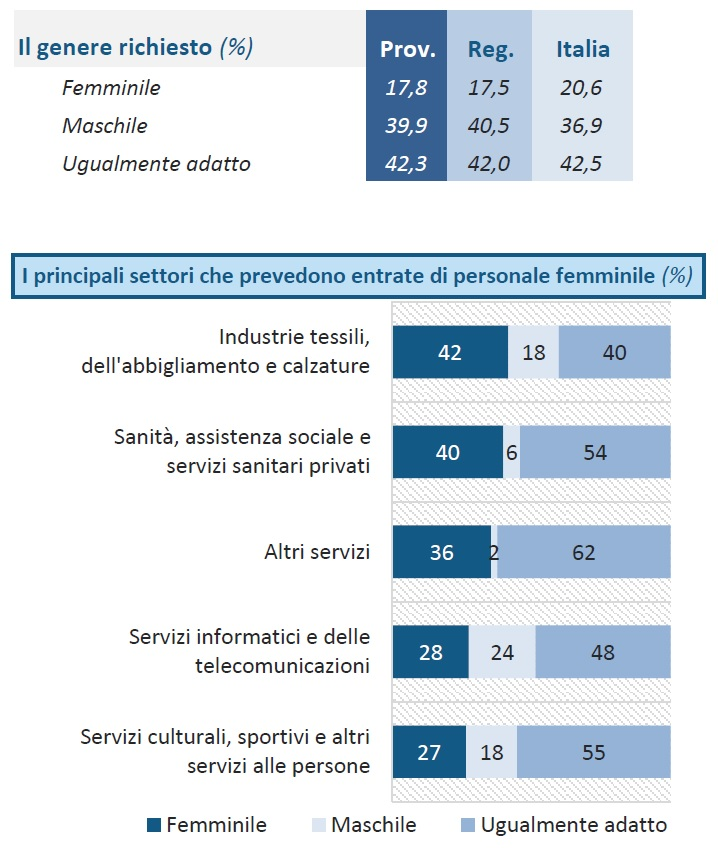 Il genere richiesto (%) Prov. Reg. Italia
Femminile 17,8 17,5 20,6
Maschile 39,9 40,5 36,9
Ugualmente adatto 42,3 42,0 42,5
I principali settori che prevedono entrate di personale femminile (%)
Industrie tessili,
dell'abbigliamento e calzature
42 18 40
Sanità, assistenza sociale e
servizi sanitari privati
40 6 54
Altri servizi 36 2 62
Servizi informatici e delle
telecomunicazioni
28 24 48
Servizi culturali, sportivi e altri
servizi alle persone
27 18 55
Femminile Maschile Ugualmente adatto